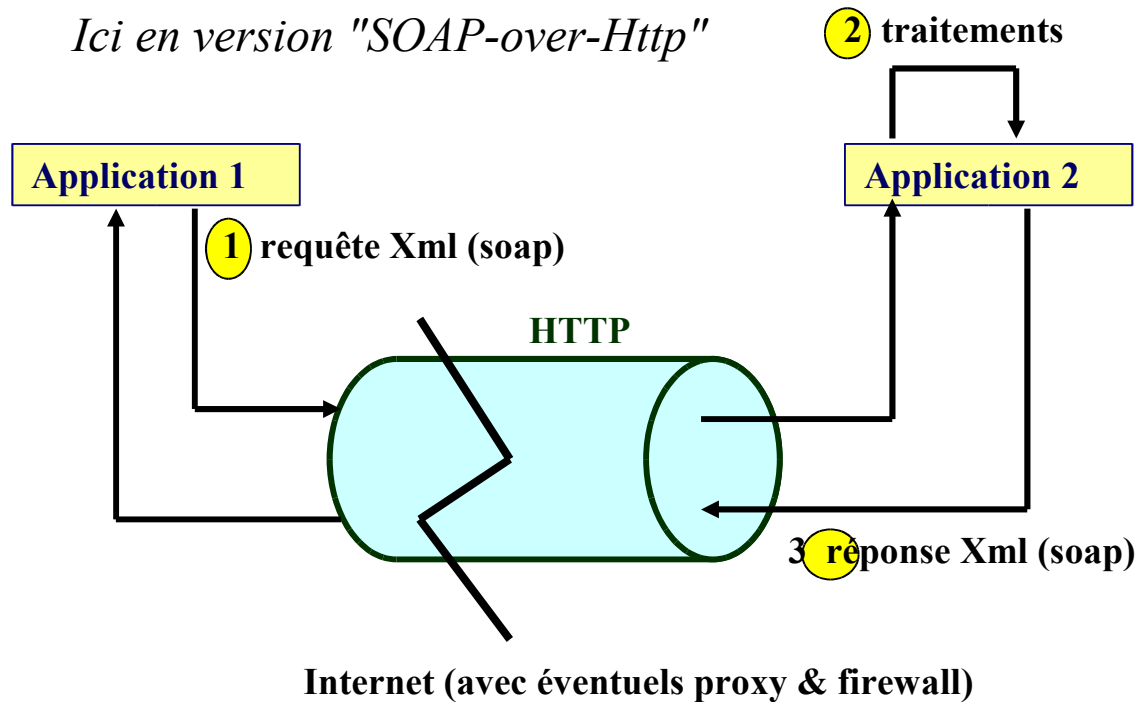 Ici en version "SOAP-over-Http"
2 traitements
Application 1
Application 2
1 requête Xml (soap)
HTTP
3 réponse Xml (soap)
Internet (avec éventuels proxy & firewall)